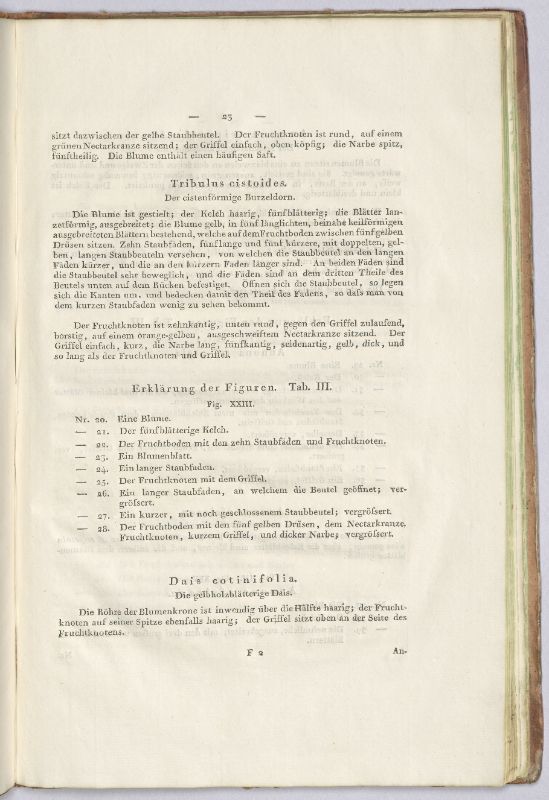 — 23 —
sitzt dazwischen der gelbe Staubbeutel. Der Fruchtknoten ist rund, auf einem
grünen Nectarkranze sitzend; der Griffel einfach, oben köpfig; die Narbe spitz,
fünftheilig. Die Blume enthält einen häufigen Saft.
Tribulus cistoides.
Der cistenförmige Burzeldorn.
Die Blume ist gestielt; der Kelch haarig, fünfblätterig; die Blätter lan-
zetförmig, ausgebreitet; die Blume gelb, in fünf länglichten, beinahe keilförmigen
ausgebreiteten Blättern bestehend, welche auf dem Fruchtboden zwischen fünf gelben
Drüsen sitzen. Zehn Staubfäden, fünf lange und fünf kürzere, mit doppelten, gel-
ben, langen Staubbeuteln versehen, von welchen die Staubbeutel an den langen
Fäden kürzer, und die an den kürzern Fäden länger sind. An beiden Fäden sind
die Staubbeutel sehr beweglich, und die Fäden sind an dem dritten Theile des
Beutels unten auf dem Rücken befestiget. Öffnen sich die Staubbeutel, so legen
sich die Kanten um, und bedecken damit den Theil des Fadens, so daſs man von
dem kurzen Staubfaden wenig zu sehen bekommt.
Der Fruchtknoten ist zehnkantig, unten rund, gegen den Griffel zulaufend,
borstig, auf einem orange-gelben, ausgeschweiftem Nectarkranze sitzend. Der
Griffel einfach, kurz, die Narbe lang, fünfkantig, seidenartig, gelb, dick, und
so lang als der Fruchtknoten und Griffel.
Erklärung der Figuren. Tab. III.
Fig. XXIII.
Nr. 20. Eine Blume.
— 21. Der fünfblätterige Kelch.
— 22. Der Fruchtboden mit den zehn Staubfäden und Fruchtknoten.
— 23. Ein Blumenblatt.
— 24. Ein langer Staubfaden.
— 25. Der Fruchtknoten mit dem Griffel.
— 26. Ein langer Staubfaden, an welchem die Beutel geöffnet; ver-
gröſsert.
— 27. Ein kurzer, mit noch geschlossenem Staubbeutel; vergröſsert.
— 28. Der Fruchtboden mit den fünf gelben Drüsen, dem Nectarkranze,
Fruchtknoten, kurzem Griffel, und dicker Narbe; vergröſsert.
Dais cotinifolia.
Die gelbholzblätterige Dais.
Die Röhre der Blumenkrone ist inwendig über die Hälfte haarig; der Frucht-
knoten auf seiner Spitze ebenfalls haarig; der Griffel sitzt oben an der Seite des
Fruchtknotens.
F 2 An-